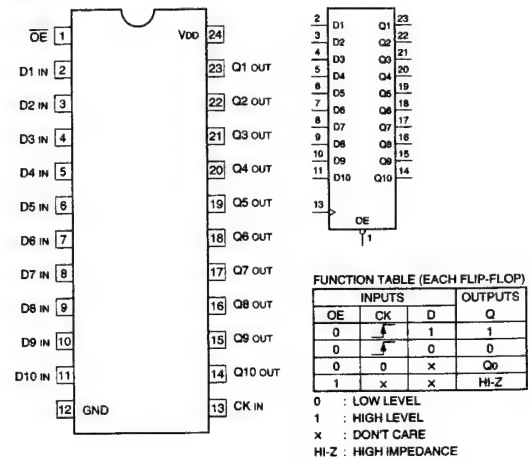 OE 1
VDD 24
D1 IN 2
23 Q1 OUT
D2 IN 3
22 Q2 OUT
D3 IN 4
21 Q3 OUT
D4 IN 5
20 Q4 OUT
D5 IN 6
19 Q5 OUT
D6 IN 7
18 Q6 OUT
D7 IN 8
17 Q7 OUT
D8 IN 9
16 Q8 OUT
D9 IN 10
15 Q9 OUT
D10 IN 11
14 Q10 OUT
12 GND
13 CK IN
2 D1 Q1 23
3 D2 Q2 22
4 D3 Q3 21
5 D4 Q4 20
6 D5 Q5 19
7 D6 Q6 18
8 D7 Q7 17
9 D8 Q8 16
10 D9 Q9 15
11 D10 Q10 14
13
OE
1
FUNCTION TABLE (EACH FLIP-FLOP)
INPUTS OUTPUTS
OE CK D Q
0 1 1
0 0 0
0 0 × Q0
1 × × HI-Z
0 : LOW LEVEL
1 : HIGH LEVEL
× : DON'T CARE
HI-Z : HIGH IMPEDANCE